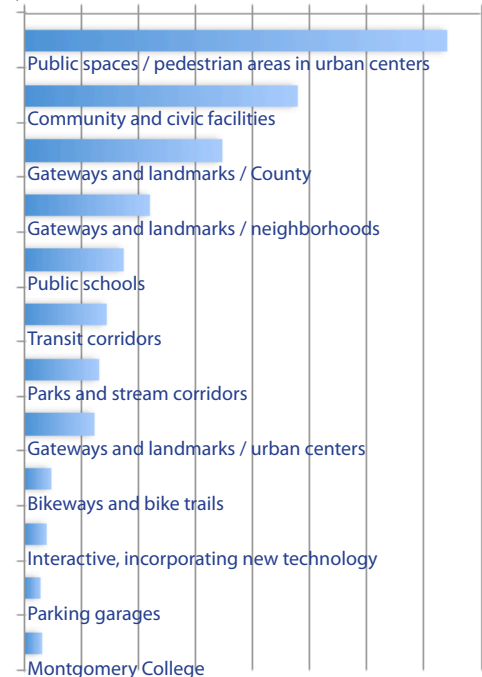 Public spaces / pedestrian areas in urban centers
Community and civic facilities
Gateways and landmarks / County
Gateways and landmarks / neighborhoods
Public schools
Transit corridors
Parks and stream corridors
Gateways and landmarks / urban centers
Bikeways and bike trails
Interactive, incorporating new technology
Parking garages
Montgomery College